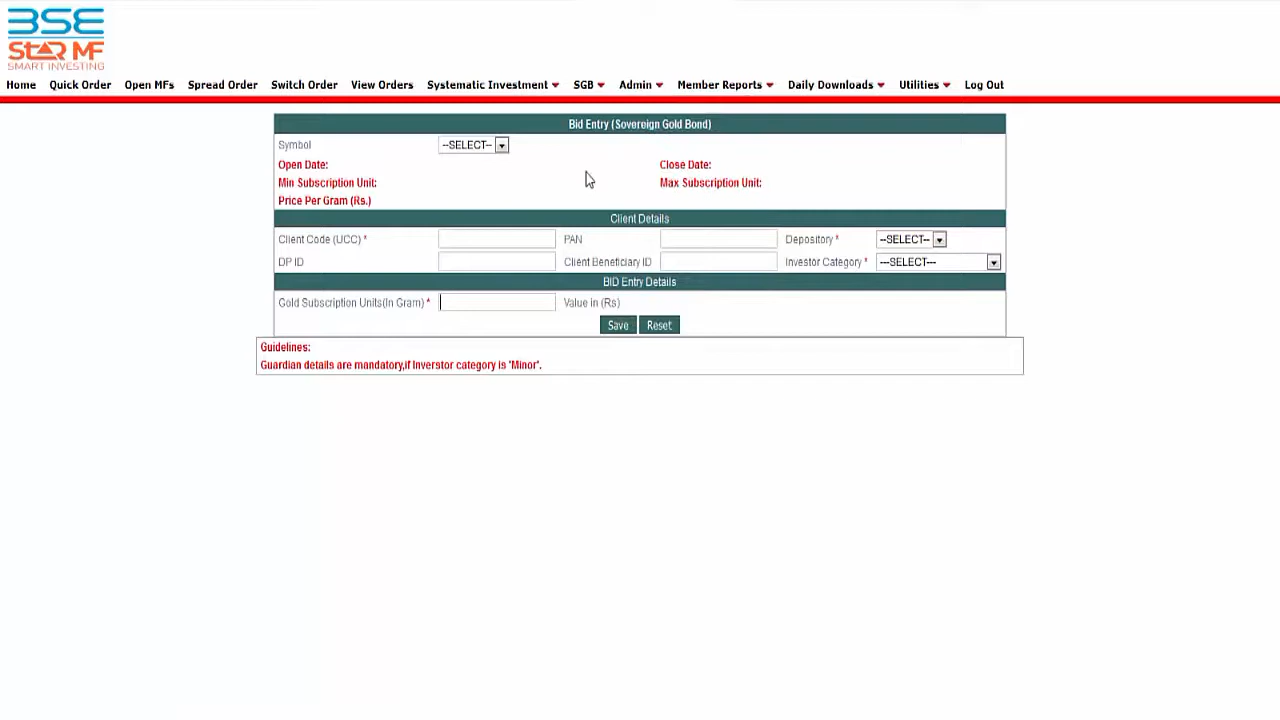 BSE
STAR MF
SMART INVESTING
Home Quick Order Open MFs Spread Order Switch Order View Orders Systematic Investment SGB Admin Member Reports Daily Downloads Utilities Log Out
Bid Entry (Sovereign Gold Bond)
Symbol --SELECT--
Open Date: Close Date:
Min Subscription Unit: Max Subscription Unit:
Price Per Gram (Rs.)
Client Details
Client Code (UCC) * PAN Depository * --SELECT--
DP ID Client Beneficiary ID Investor Category * ---SELECT---
BID Entry Details
Gold Subscription Units(In Gram) * Value in (Rs)
Save Reset
Guidelines:
Guardian details are mandatory,if Inverstor category is 'Minor'.